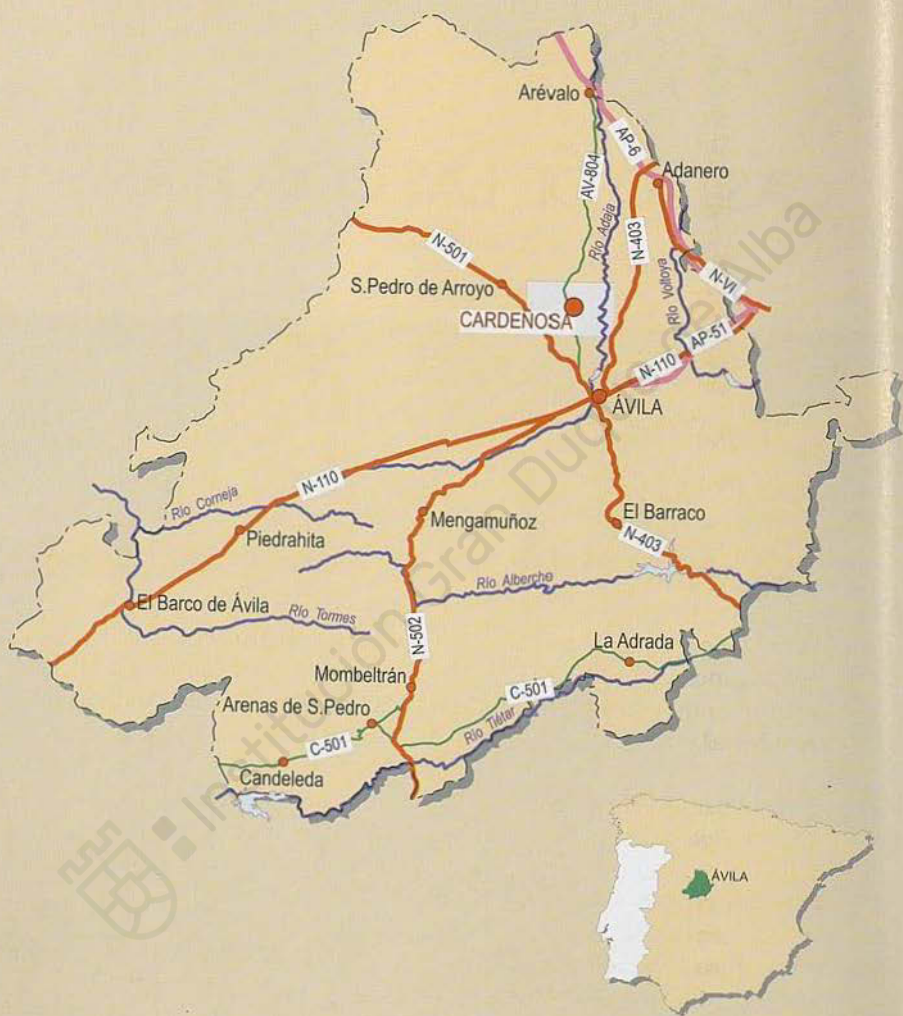 Arévalo
AP-6
Adanero
AV-804
Río Adaja
N-403
N-501
S.Pedro de Arroyo
CARDEÑOSA
Río Voltoya
N-VI
AP-51
N-110
ÁVILA
N-110
Río Corneja
Piedrahita
Mengamuñoz
El Barraco
N-403
Río Alberche
El Barco de Ávila
Río Tormes
N-502
La Adrada
Mombeltrán
C-501
Arenas de S.Pedro
Río Tiétar
C-501
Candeleda
ÁVILA
Institución Gran Duque de Alba